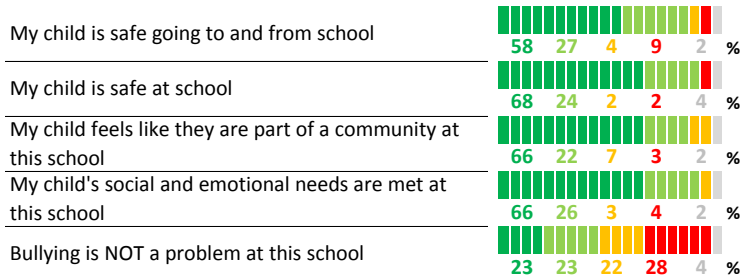 My child is safe going to and from school
58 27 4 9 2 %
My child is safe at school
68 24 2 2 4 %
My child feels like they are part of a community at
this school
66 22 7 3 2 %
My child's social and emotional needs are met at
this school
66 26 3 4 2 %
Bullying is NOT a problem at this school
23 23 22 28 4 %